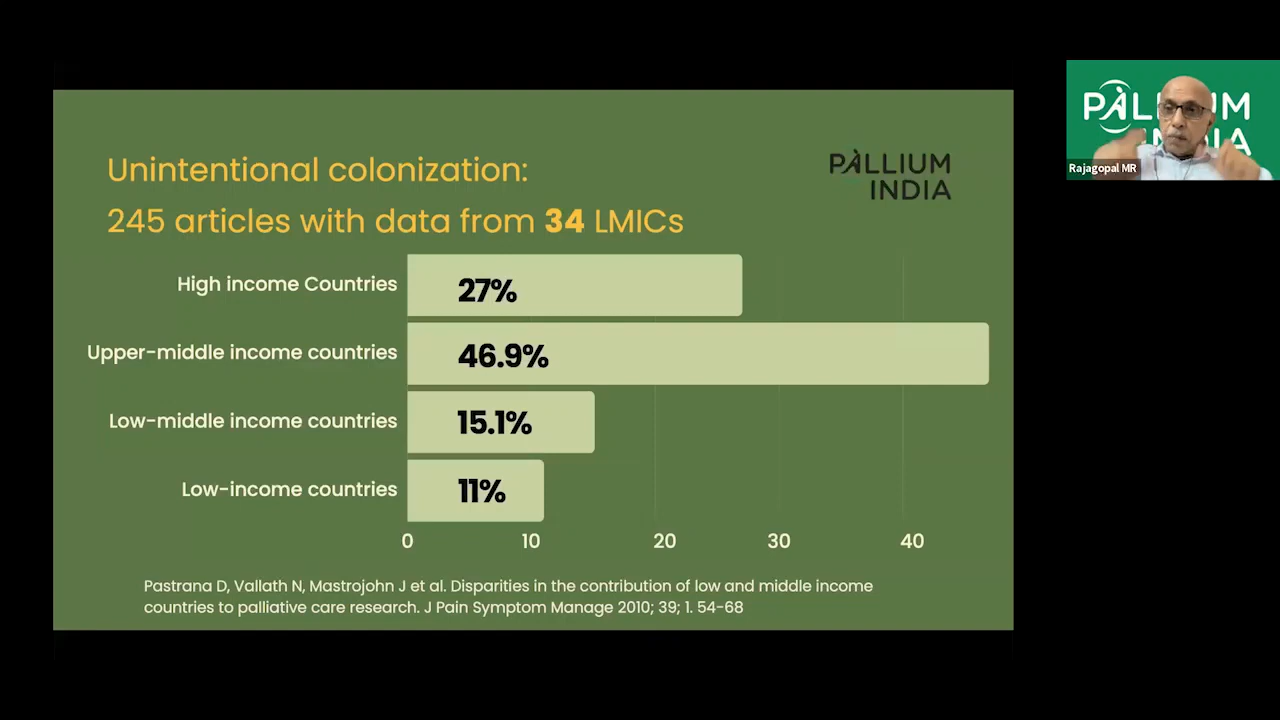 Unintentional colonization:
245 articles with data from 34 LMICs
PALLIUM
INDIA
High income Countries
27%
Upper-middle income countries
46.9%
Low-middle income countries
15.1%
Low-income countries
11%
0 10 20 30 40
Pastrana D, Vallath N, Mastrojohn J et al. Disparities in the contribution of low and middle income
countries to palliative care research. J Pain Symptom Manage 2010; 39; 1. 54-68
Rajagopal MR